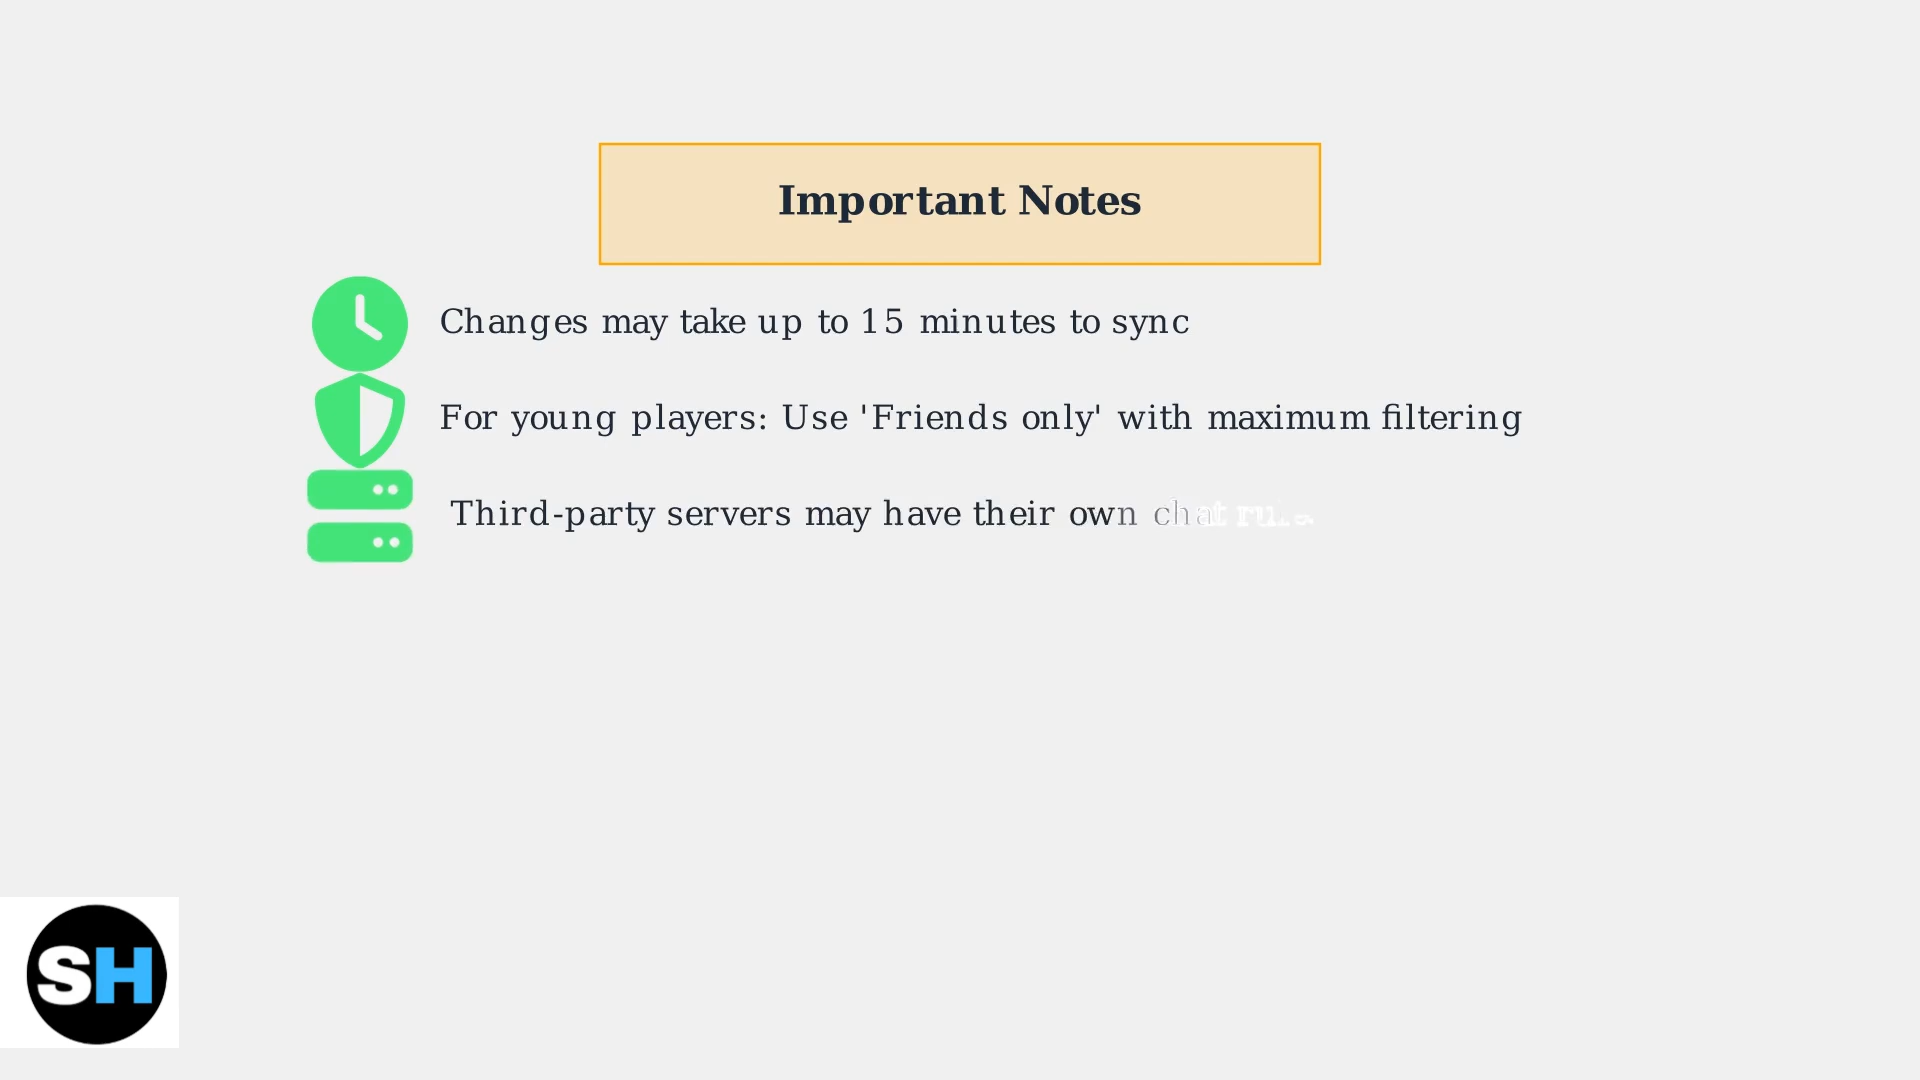 Important Notes
Changes may take up to 15 minutes to sync
For young players: Use 'Friends only' with maximum filtering
Third-party servers may have their own chat
SH